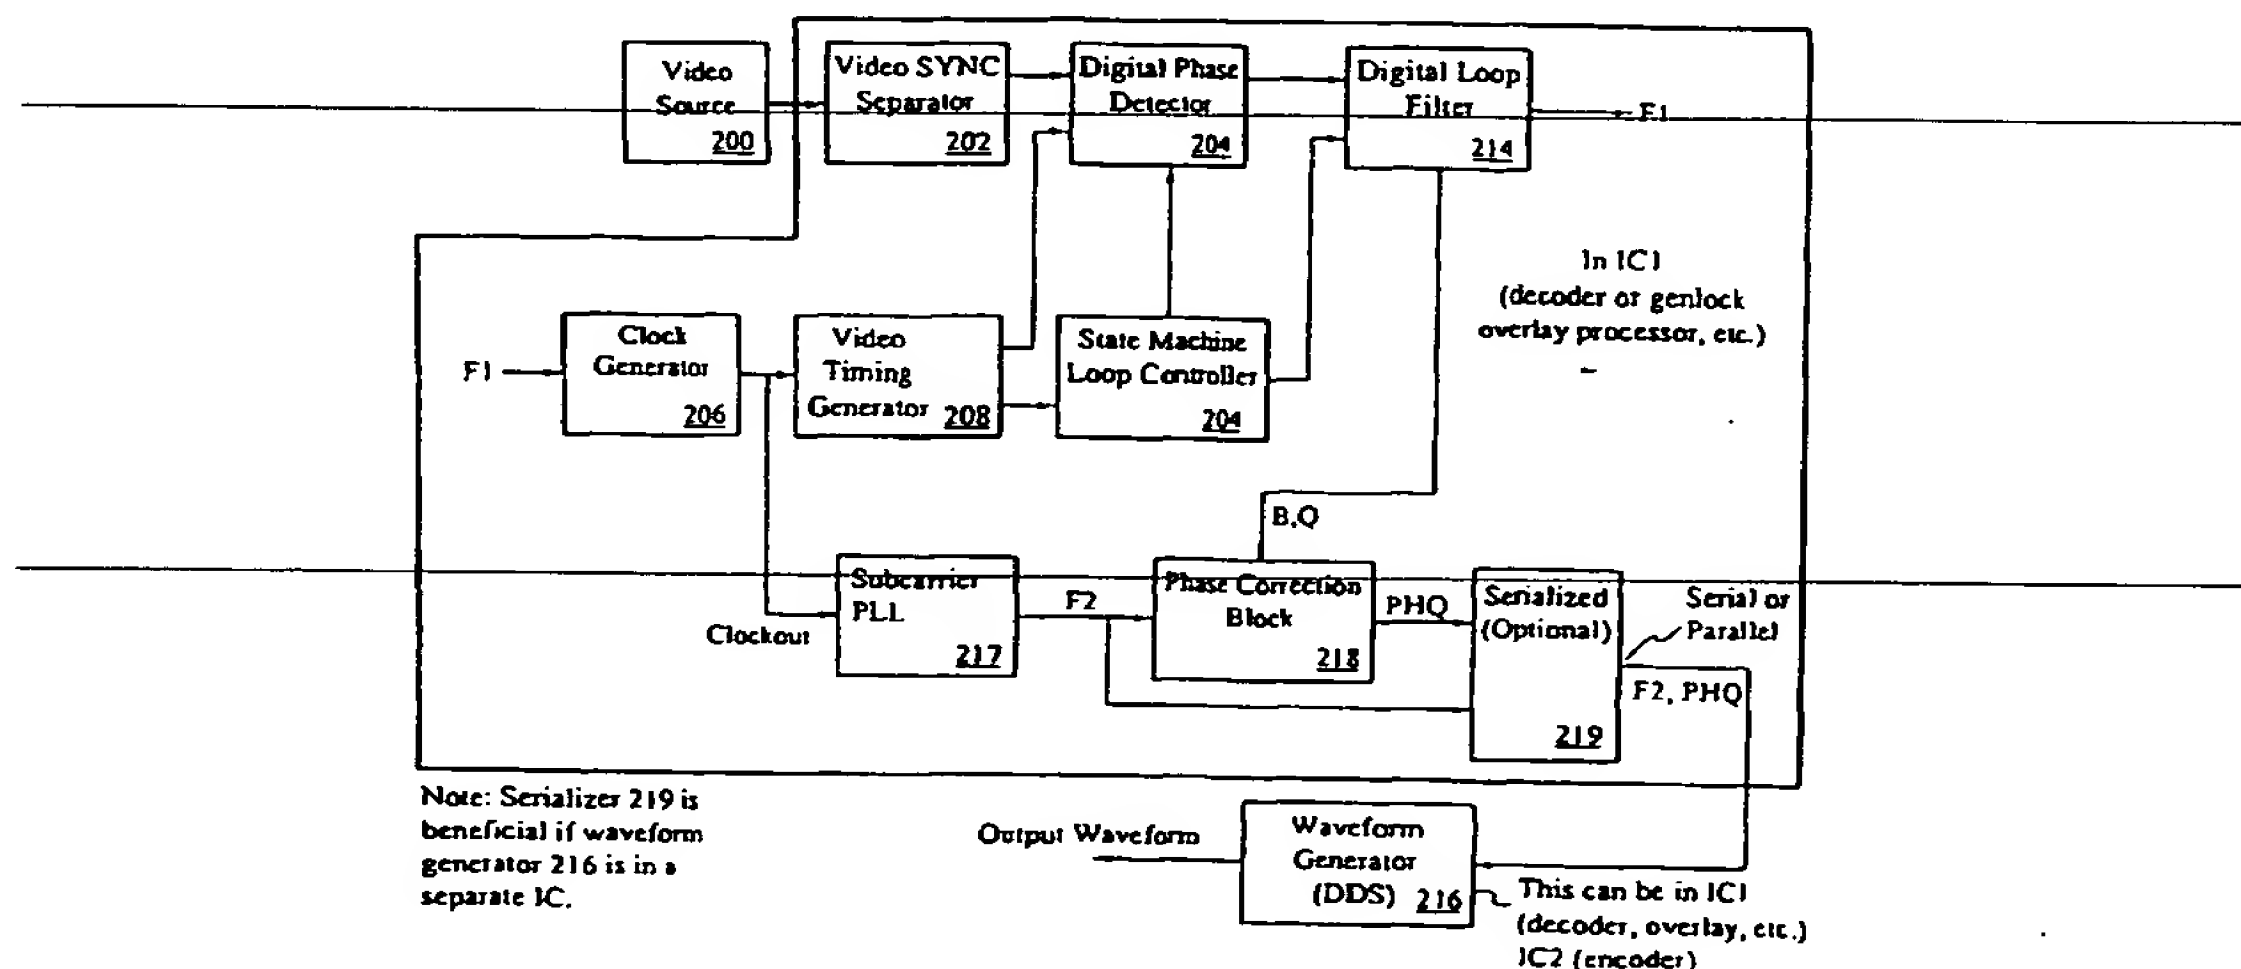 Video
Source
200
Video SYNC
Separator
202
Digital Phase
Detector
204
Digital Loop
Filter
214
F1
In IC1
(decoder or genlock
overlay processor, etc.)
F1
Clock
Generator
206
Video
Timing
Generator 208
State Machine
Loop Controller
204
B,Q
Clockout
Subcarrier
PLL
217
F2
Phase Correction
Block
218
PHQ
Serialized
(Optional)
219
Serial or
Parallel
F2, PHQ
Note: Serializer 219 is
beneficial if waveform
generator 216 is in a
separate IC.
Output Waveform
Waveform
Generator
(DDS) 216
This can be in IC1
(decoder, overlay, etc.)
IC2 (encoder)